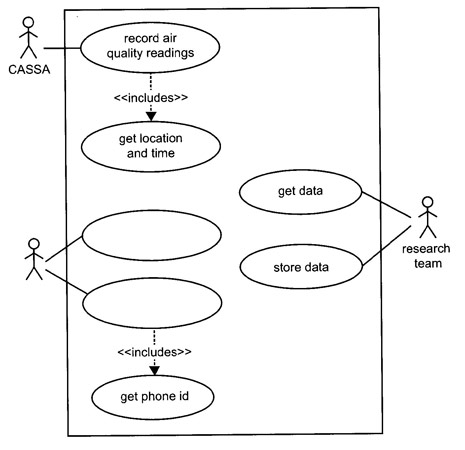 record air
quality readings
CASSA
<<includes>>
get location
and time
get data
research
team
store data
<<includes>>
get phone id